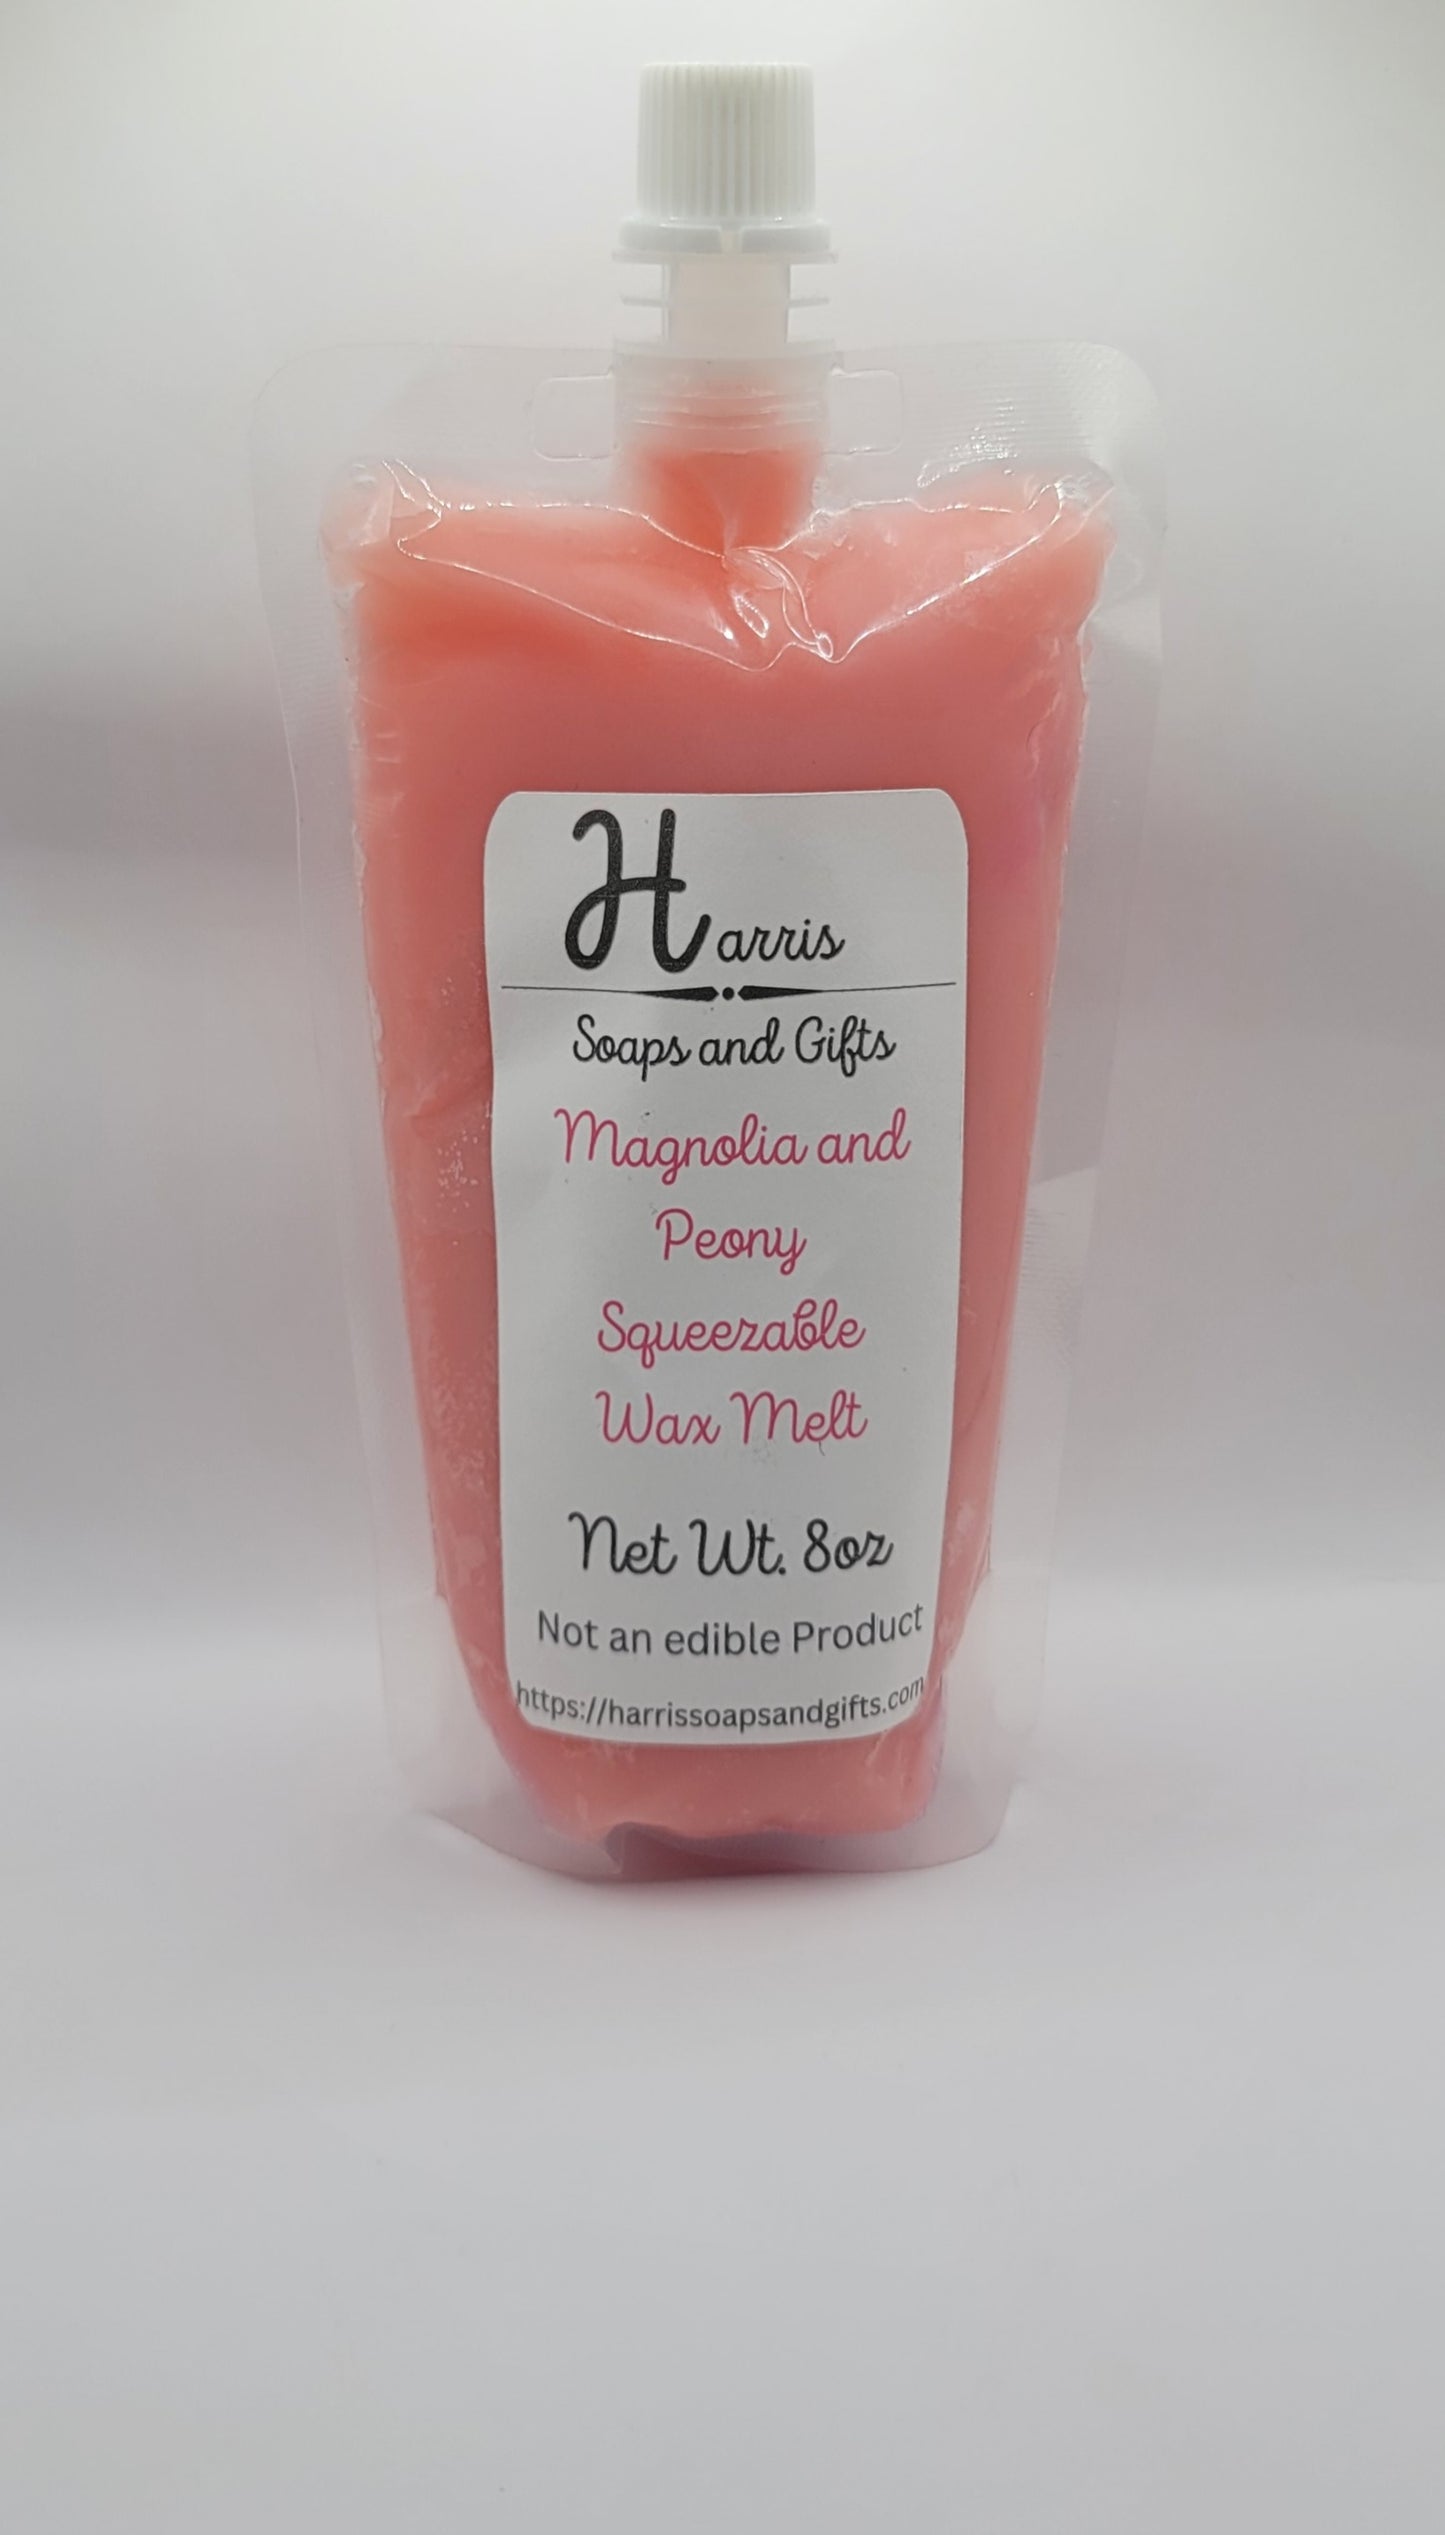 Harris
Soaps and Gifts
Magnolia and
Peony
Squeezable
Wax Melt
Net Wt. 8oz
Not an edible Product
https://harrissoapsandgifts.com